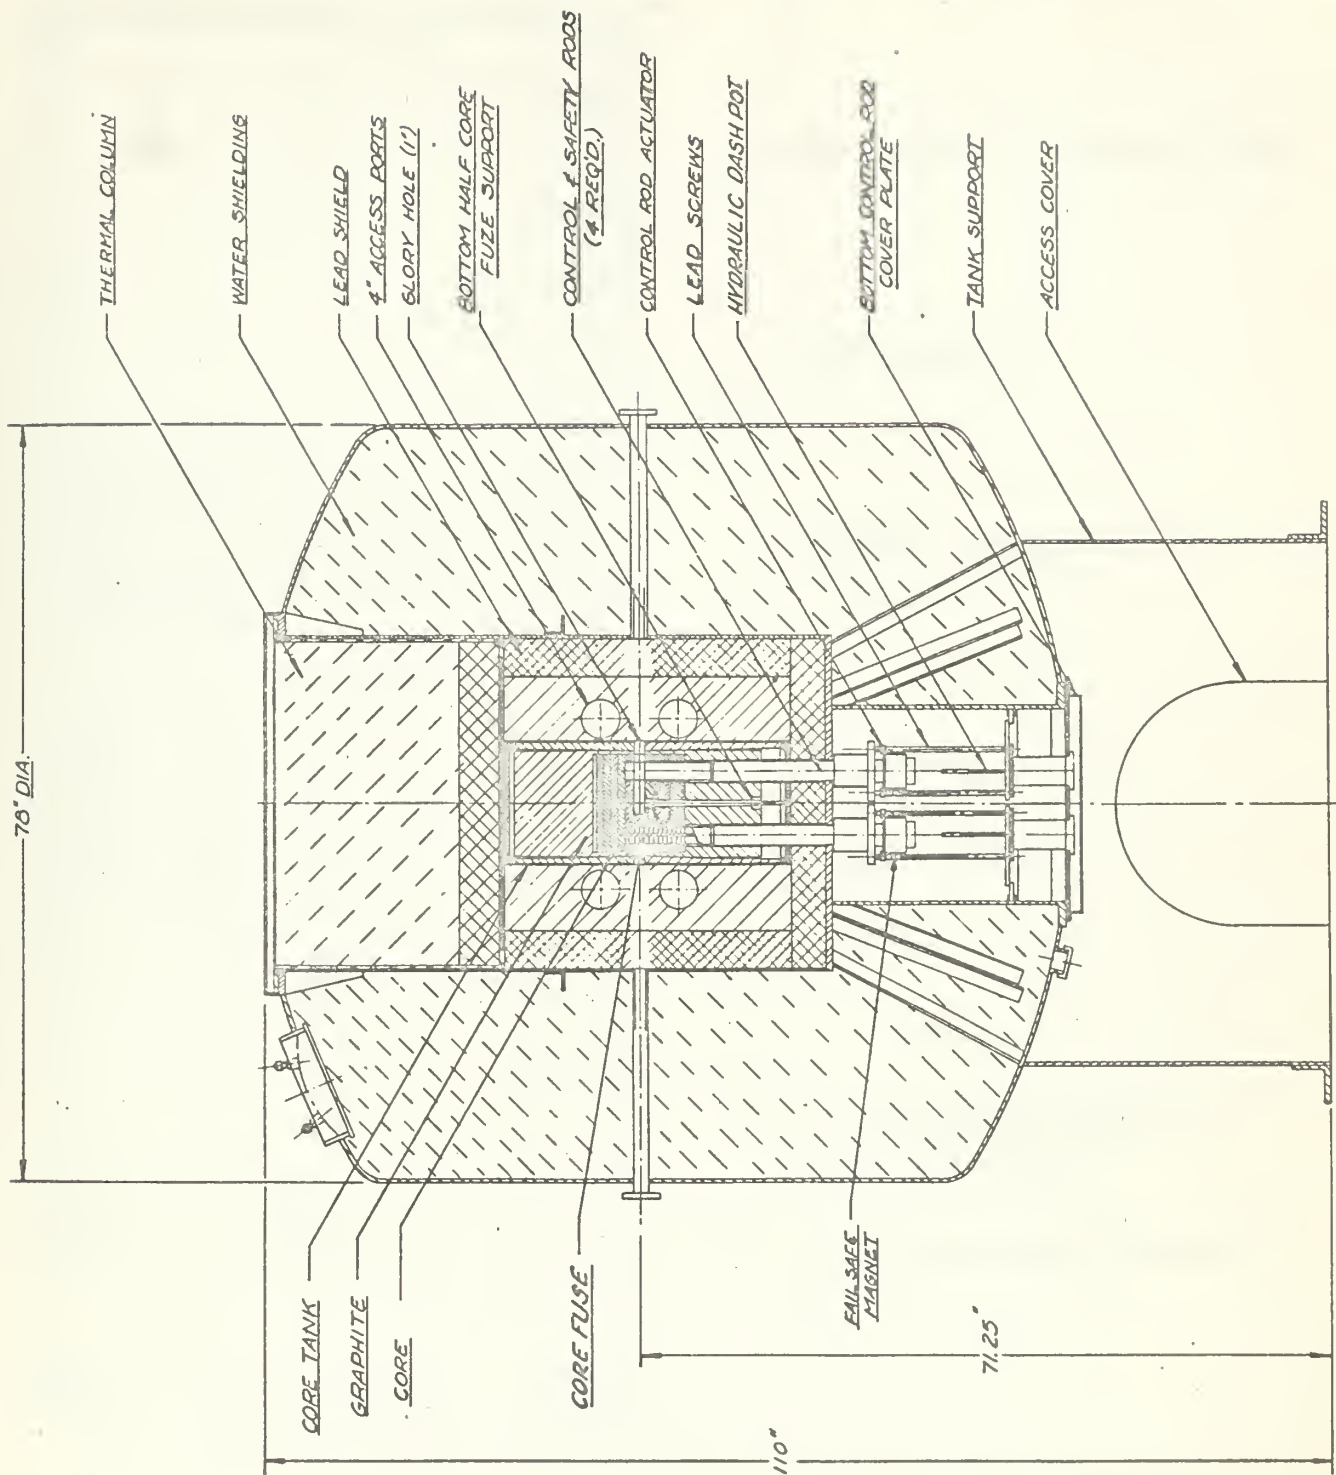 78" DIA.
THERMAL COLUMN
WATER SHIELDING
LEAD SHIELD
4" ACCESS PORTS
GLORY HOLE (1")
BOTTOM HALF CORE
FUZE SUPPORT
CONTROL & SAFETY RODS
(4 REQ'D.)
CONTROL ROD ACTUATOR
LEAD SCREWS
HYDRAULIC DASH POT
BOTTOM CONTROL ROD
COVER PLATE
TANK SUPPORT
ACCESS COVER
CORE TANK
GRAPHITE
CORE
CORE FUSE
FAIL SAFE
MAGNET
71.25"
110"